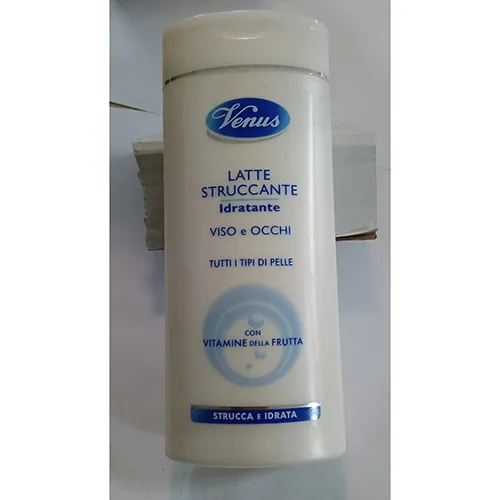 Venus
LATTE
STRUCCANTE
Idratante
VISO e OCCHI
TUTTI I TIPI DI PELLE
CON
VITAMINE DELLA FRUTTA
STRUCCA E IDRATA